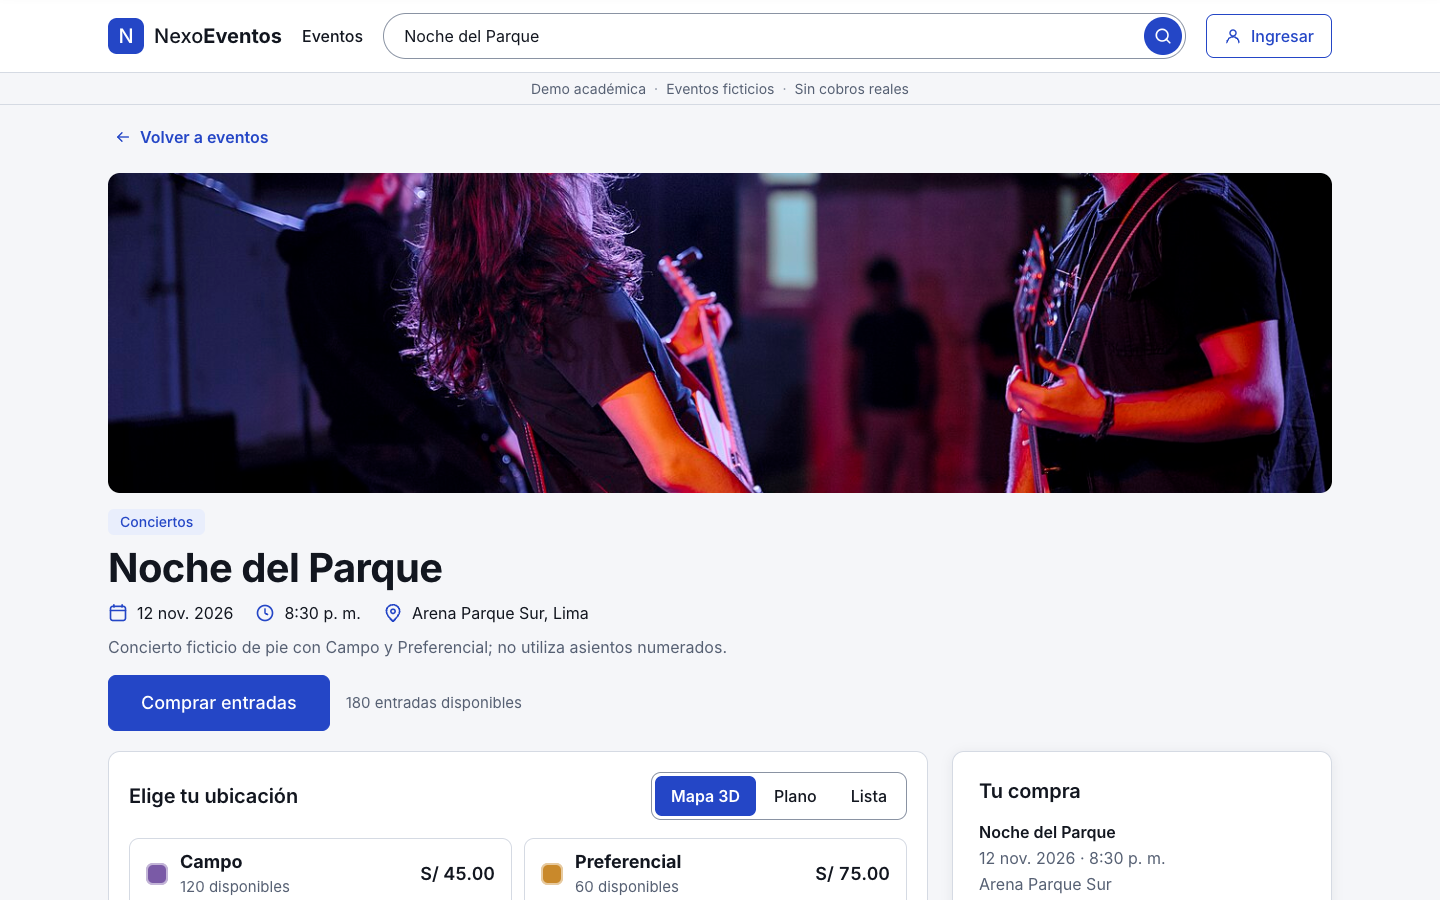 N NexoEventos Eventos Noche del Parque Ingresar
Demo académica · Eventos ficticios · Sin cobros reales
← Volver a eventos
Conciertos
Noche del Parque
12 nov. 2026 8:30 p. m. Arena Parque Sur, Lima
Concierto ficticio de pie con Campo y Preferencial; no utiliza asientos numerados.
Comprar entradas 180 entradas disponibles
Elige tu ubicación Mapa 3D Plano Lista
Campo S/ 45.00
120 disponibles
Preferencial S/ 75.00
60 disponibles
Tu compra
Noche del Parque
12 nov. 2026 · 8:30 p. m.
Arena Parque Sur